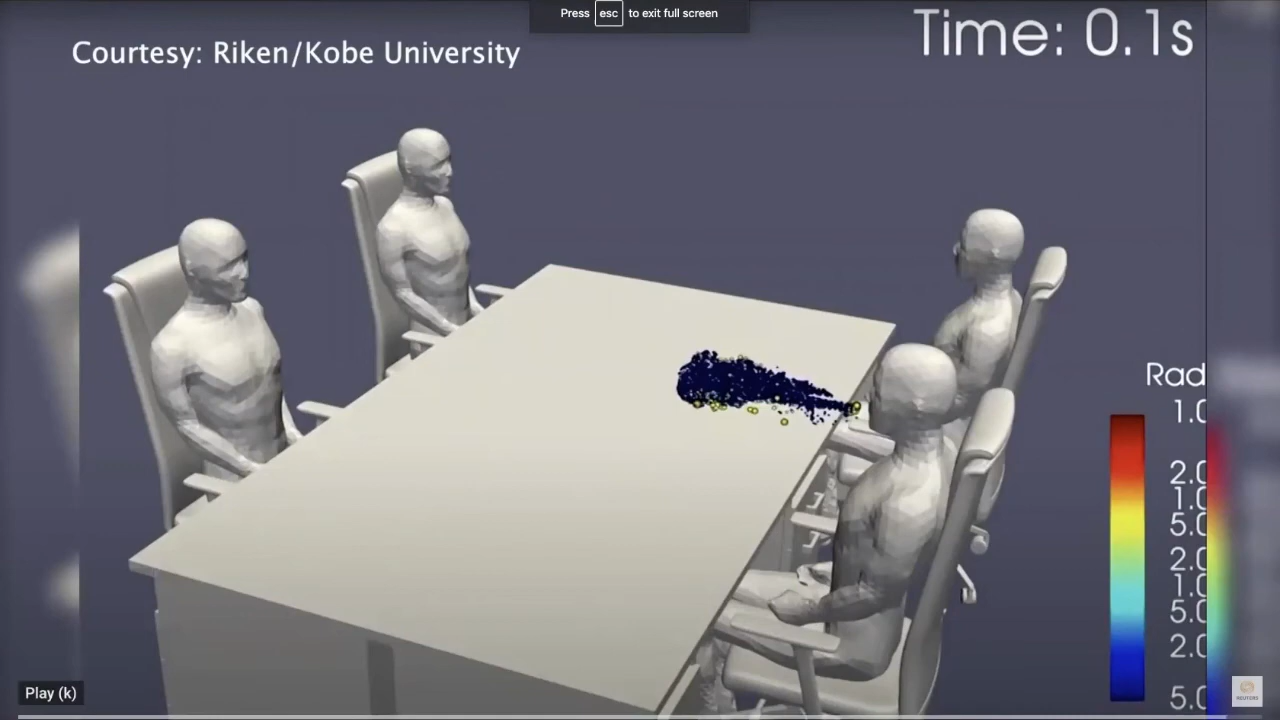 Press esc to exit full screen
Courtesy: Riken/Kobe University
Time: 0.1s
Rad
1.0
2.0
1.0
5.0
2.0
1.0
5.0
2.0
5.0
Play (k)
REUTERS